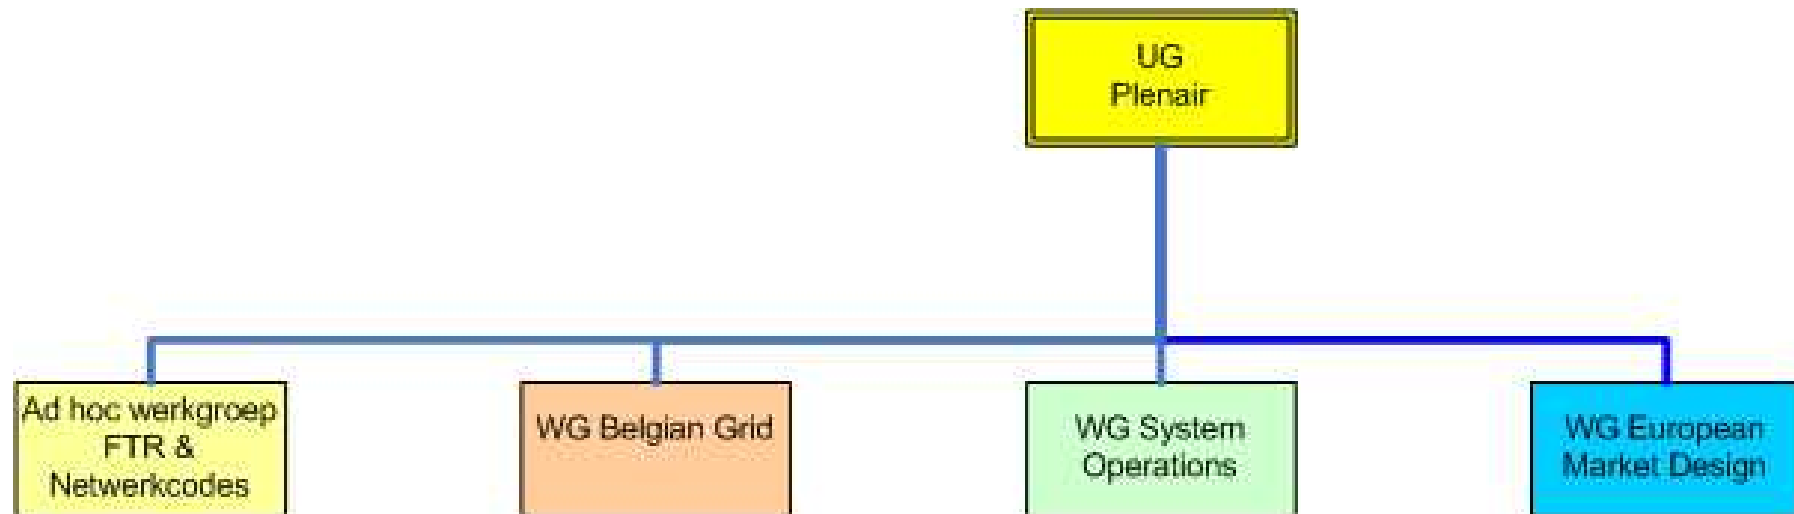 UG
Plenair
Ad hoc werkgroep
FTR &
Netwerkcodes
WG Belgian Grid
WG System
Operations
WG European
Market Design